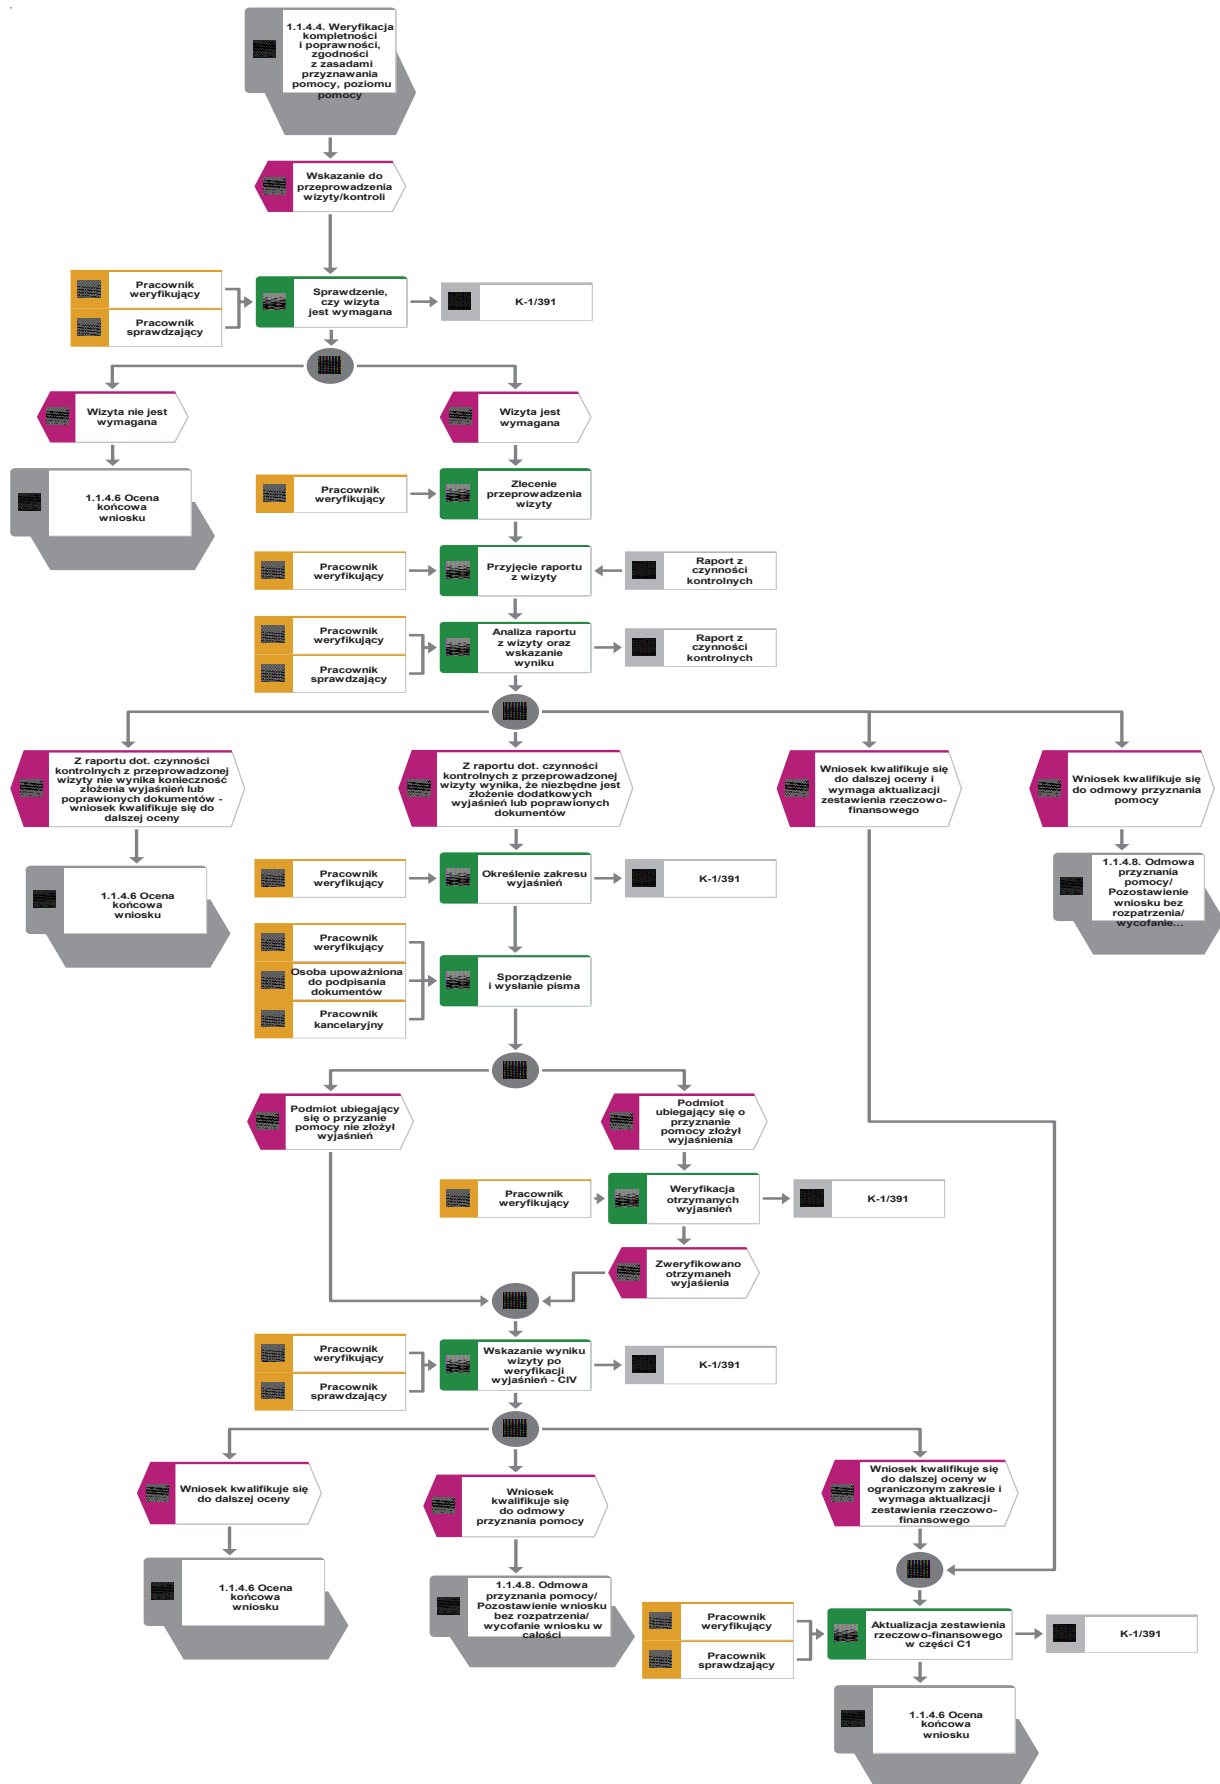 1.1.4.4. Weryfikacja
kompletności
i poprawności,
zgodności
z zasadami
przyznawania
pomocy, poziomu
pomocy
Wskazanie do
przeprowadzenia
wizyty/kontroli
Pracownik
weryfikujący
Pracownik
sprawdzający
Sprawdzenie,
czy wizyta
jest wymagana
K-1/391
Wizyta nie jest
wymagana
Wizyta jest
wymagana
1.1.4.6 Ocena
końcowa
wniosku
Pracownik
weryfikujący
Zlecenie
przeprowadzenia
wizyty
Pracownik
weryfikujący
Przyjęcie raportu
z wizyty
Raport z
czynności
kontrolnych
Pracownik
weryfikujący
Pracownik
sprawdzający
Analiza raportu
z wizyty oraz
wskazanie
wyniku
Raport z
czynności
kontrolnych
Z raportu dot. czynności
kontrolnych z przeprowadzonej
wizyty nie wynika konieczność
złożenia wyjaśnień lub
poprawionych dokumentów -
wniosek kwalifikuje się do
dalszej oceny
Z raportu dot. czynności
kontrolnych z przeprowadzonej
wizyty wynika, że niezbędne jest
złożenie dodatkowych
wyjaśnień lub poprawionych
dokumentów
Wniosek kwalifikuje się
do dalszej oceny i
wymaga aktualizacji
zestawienia rzeczowo-
finansowego
Wniosek kwalifikuje się
do odmowy przyznania
pomocy
1.1.4.6 Ocena
końcowa
wniosku
Pracownik
weryfikujący
Określenie zakresu
wyjaśnień
K-1/391
1.1.4.8. Odmowa
przyznania
pomocy/
Pozostawienie
wniosku bez
rozpatrzenia/
wycofanie...
Pracownik
weryfikujący
Osoba upoważniona
do podpisania
dokumentów
Pracownik
kancelaryjny
Sporządzenie
i wysłanie pisma
Podmiot ubiegający
się o przyzanie
pomocy nie złożył
wyjaśnień
Podmiot
ubiegający się o
przyznanie
pomocy złożył
wyjaśnienia
Pracownik
weryfikujący
Weryfikacja
otrzymanych
wyjasnień
K-1/391
Zweryfikowano
otrzymaneh
wyjaśienia
Pracownik
weryfikujący
Pracownik
sprawdzający
Wskazanie wyniku
wizyty po
weryfikacji
wyjaśnień - CIV
K-1/391
Wniosek kwalifikuje się
do dalszej oceny
Wniosek
kwalifikuje się
do odmowy
przyznania pomocy
Wniosek kwalifikuje się
do dalszej oceny w
ograniczonym zakresie i
wymaga aktualizacji
zestawienia rzeczowo-
finansowego
1.1.4.6 Ocena
końcowa
wniosku
1.1.4.8. Odmowa
przyznania pomocy/
Pozostawienie wniosku
bez rozpatrzenia/
wycofanie wniosku w
całości
Pracownik
weryfikujący
Pracownik
sprawdzający
Aktualizacja zestawienia
rzeczowo-finansowego
w części C1
K-1/391
1.1.4.6 Ocena
końcowa
wniosku